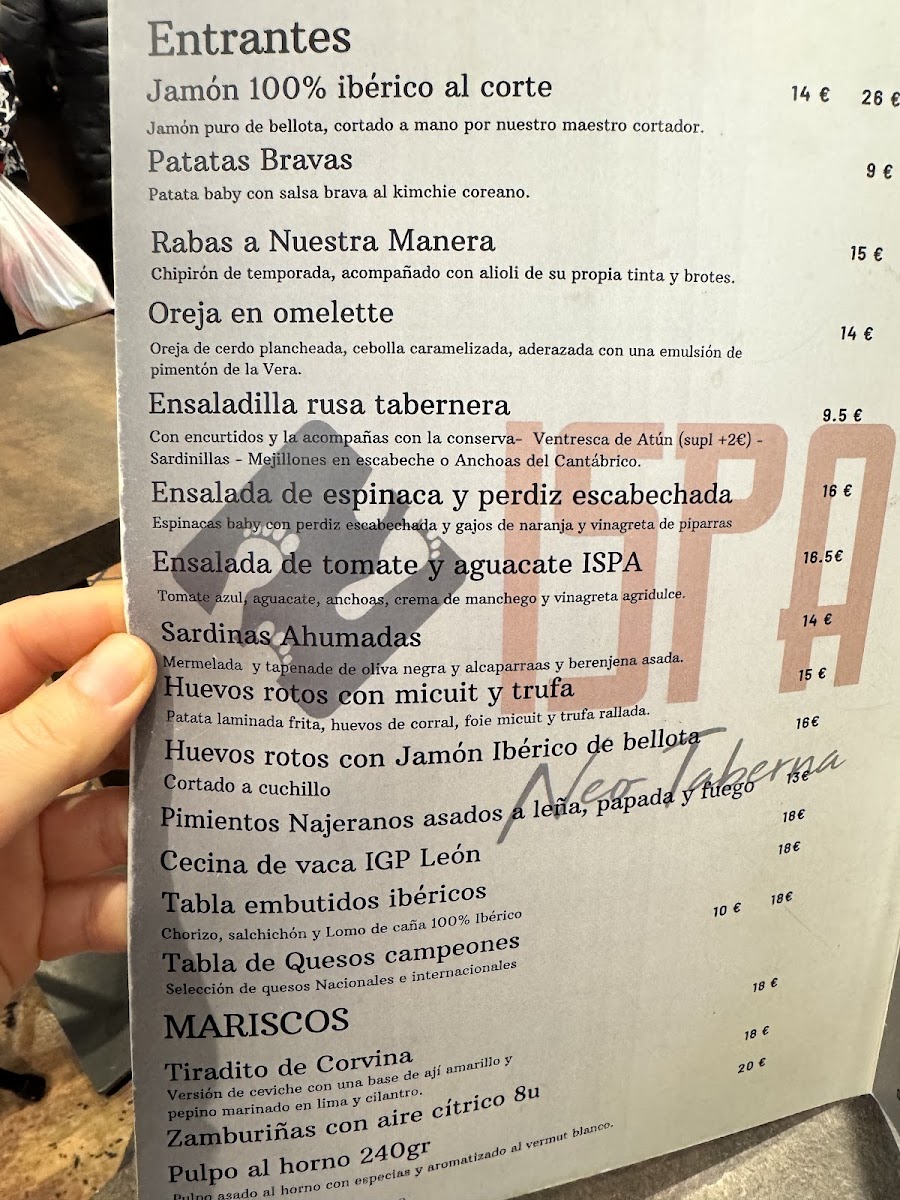 Entrantes
Jamón 100% ibérico al corte 14 € 26 €
Jamón puro de bellota, cortado a mano por nuestro maestro cortador.
Patatas Bravas 9 €
Patata baby con salsa brava al kimchie coreano.
Rabas a Nuestra Manera 15 €
Chipirón de temporada, acompañado con alioli de su propia tinta y brotes.
Oreja en omelette 14 €
Oreja de cerdo plancheada, cebolla caramelizada, aderazada con una emulsión de
pimentón de la Vera.
Ensaladilla rusa tabernera 9.5 €
Con encurtidos y la acompañas con la conserva- Ventresca de Atún (supl +2€) -
Sardinillas - Mejillones en escabeche o Anchoas del Cantábrico.
Ensalada de espinaca y perdiz escabechada 16 €
Espinacas baby con perdiz escabechada y gajos de naranja y vinagreta de piparras
Ensalada de tomate y aguacate ISPA 16.5€
Tomate azul, aguacate, anchoas, crema de manchego y vinagreta agridulce.
Sardinas Ahumadas 14 €
Mermelada y tapenade de oliva negra y alcaparraas y berenjena asada.
Huevos rotos con micuit y trufa 15 €
Patata laminada frita, huevos de corral, foie micuit y trufa rallada.
Huevos rotos con Jamón Ibérico de bellota 16€
Cortado a cuchillo
Pimientos Najeranos asados a leña, papada y fuego 13€
Cecina de vaca IGP León 18€
Tabla embutidos ibéricos 18€
Chorizo, salchichón y Lomo de caña 100% Ibérico
Tabla de Quesos campeones 10 € 18€
Selección de quesos Nacionales e internacionales
MARISCOS
Tiradito de Corvina 18 €
Versión de ceviche con una base de ají amarillo y
pepino marinado en lima y cilantro.
Zamburiñas con aire cítrico 8u 18 €
Pulpo al horno 240gr 20 €
Pulpo asado al horno con especias y aromatizado al vermut blanco.
ISPA
Neo Taberna